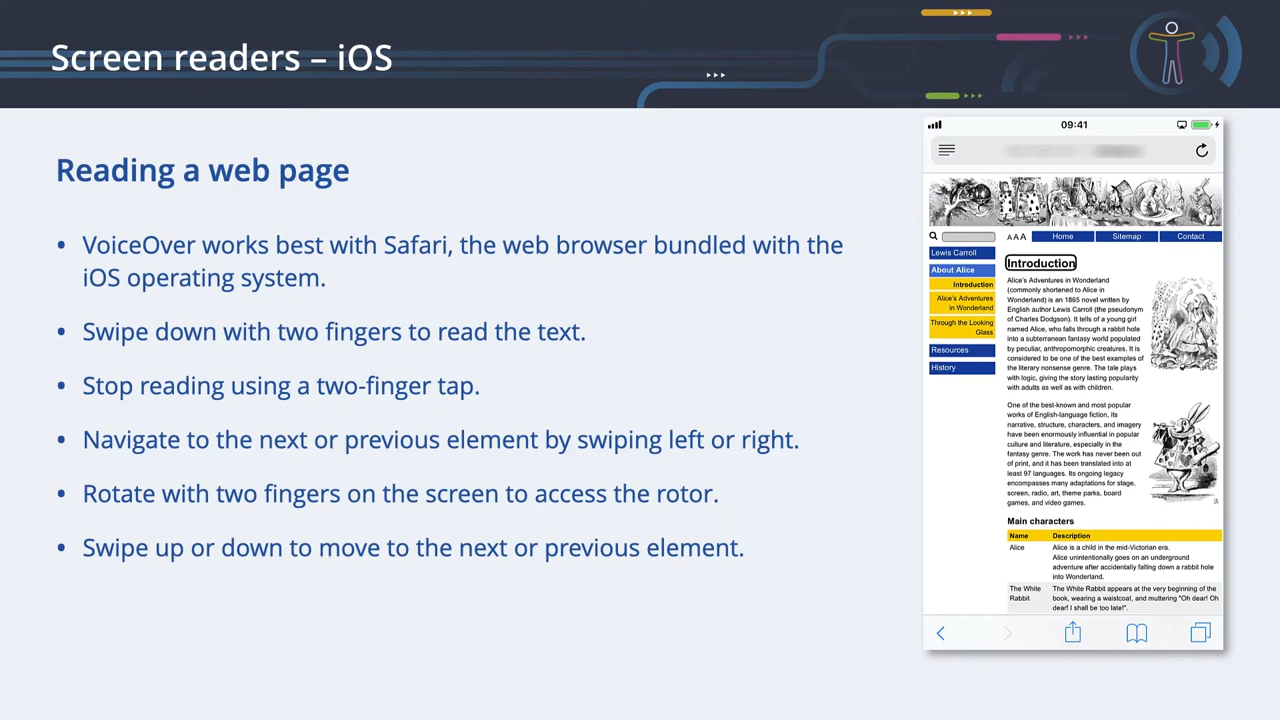 Screen readers – iOS
Reading a web page
• VoiceOver works best with Safari, the web browser bundled with the
iOS operating system.
• Swipe down with two fingers to read the text.
• Stop reading using a two-finger tap.
• Navigate to the next or previous element by swiping left or right.
• Rotate with two fingers on the screen to access the rotor.
• Swipe up or down to move to the next or previous element.
09:41
A A A
Home
Sitemap
Contact
Lewis Carroll
About Alice
Introduction
Alice's Adventures
in Wonderland
Through the Looking
Glass
Resources
History
Introduction
Alice's Adventures in Wonderland
(commonly shortened to Alice in
Wonderland) is an 1865 novel written by
English author Lewis Carroll (the pseudonym
of Charles Dodgson). It tells of a young girl
named Alice, who falls through a rabbit hole
into a subterranean fantasy world populated
by peculiar, anthropomorphic creatures. It is
considered to be one of the best examples of
the literary nonsense genre. The tale plays
with logic, giving the story lasting popularity
with adults as well as with children.
One of the best-known and most popular
works of English-language fiction, its
narrative, structure, characters, and imagery
have been enormously influential in popular
culture and literature, especially in the
fantasy genre. The work has never been out
of print, and it has been translated into at
least 97 languages. Its ongoing legacy
encompasses many adaptations for stage,
screen, radio, art, theme parks, board
games, and video games.
Main characters
Name Description
Alice Alice is a child in the mid-Victorian era.
Alice unintentionally goes on an underground
adventure after accidentally falling down a rabbit hole
into Wonderland.
The White The White Rabbit appears at the very beginning of the
Rabbit book, wearing a waistcoat, and muttering "Oh dear! Oh
dear! I shall be too late!".